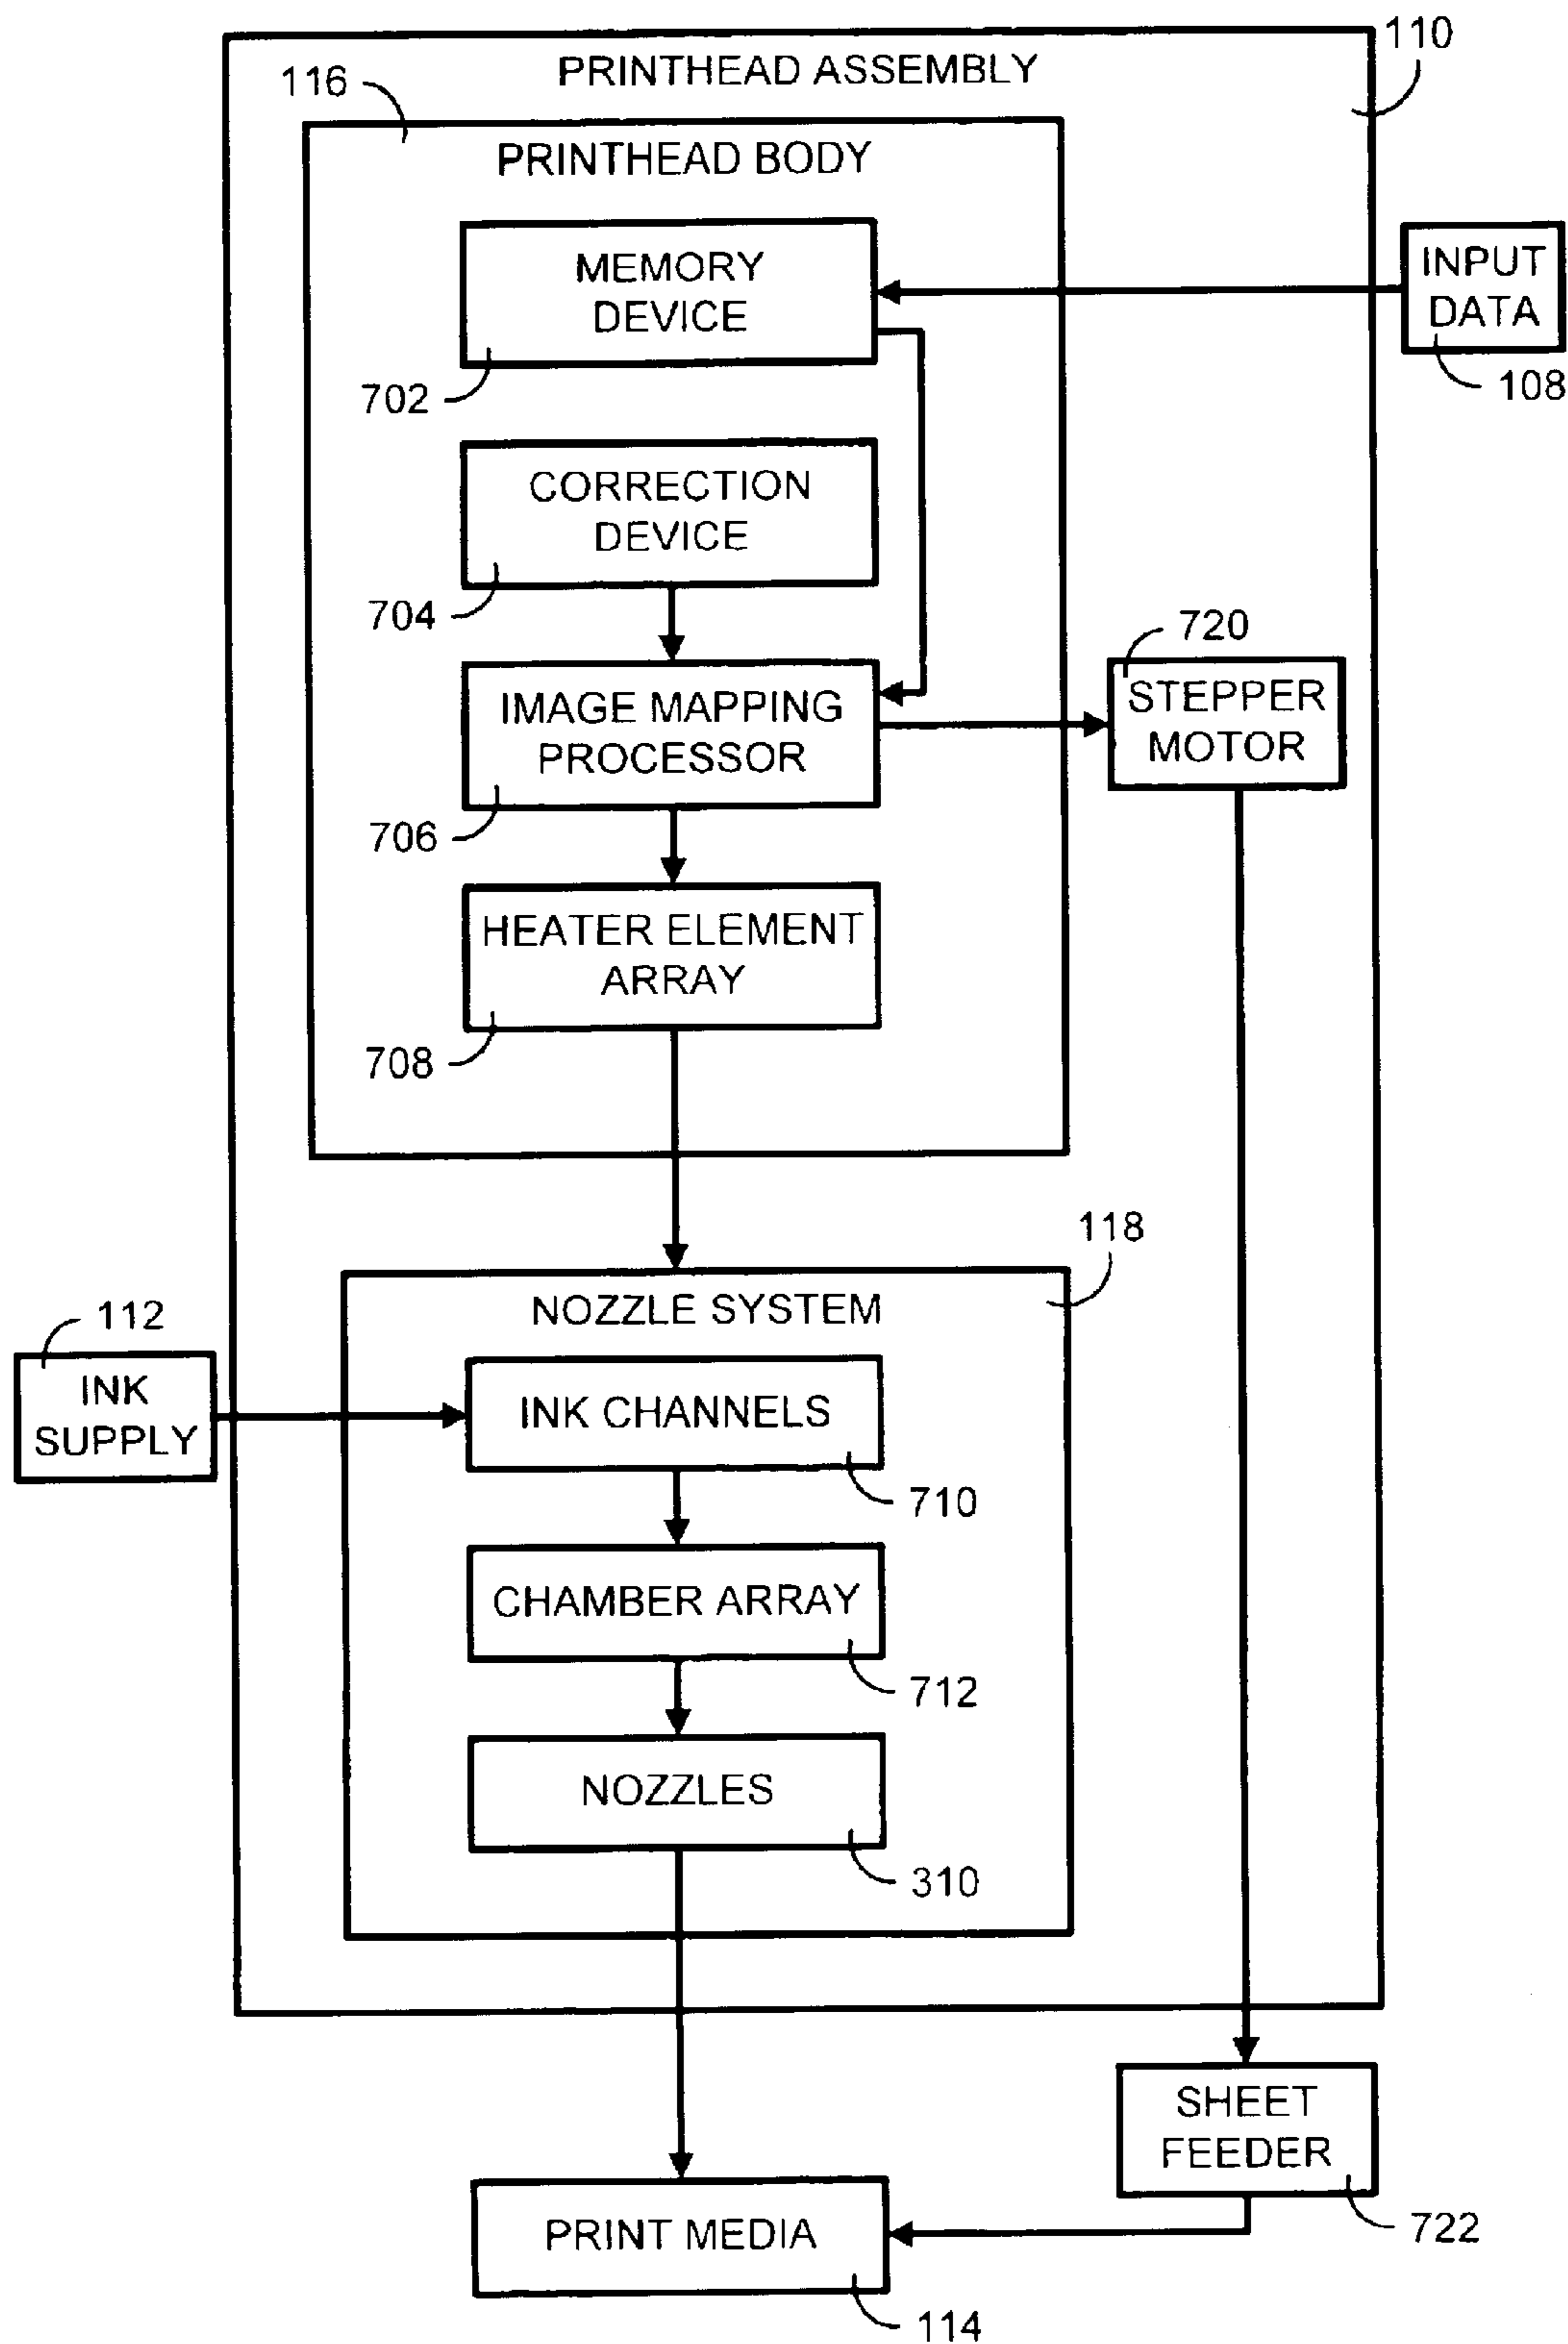 110
PRINTHEAD ASSEMBLY
116
PRINTHEAD BODY
MEMORY
DEVICE
702
INPUT
DATA
108
CORRECTION
DEVICE
704
720
STEPPER
MOTOR
IMAGE MAPPING
PROCESSOR
706
HEATER ELEMENT
ARRAY
708
118
NOZZLE SYSTEM
112
INK
SUPPLY
INK CHANNELS
710
CHAMBER ARRAY
712
NOZZLES
310
SHEET
FEEDER
722
PRINT MEDIA
114